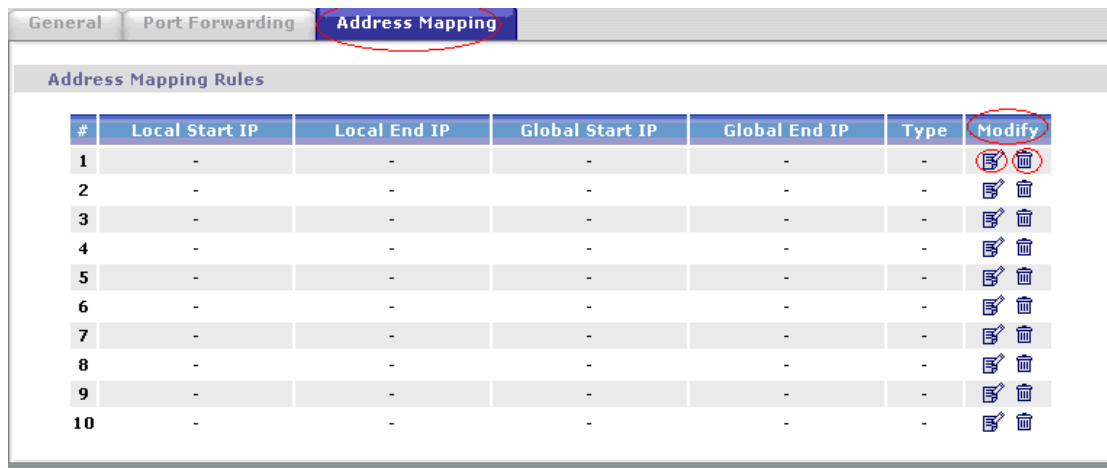 General Port Forwarding Address Mapping
Address Mapping Rules
# Local Start IP Local End IP Global Start IP Global End IP Type Modify
1 - - - - -
2 - - - - -
3 - - - - -
4 - - - - -
5 - - - - -
6 - - - - -
7 - - - - -
8 - - - - -
9 - - - - -
10 - - - - -